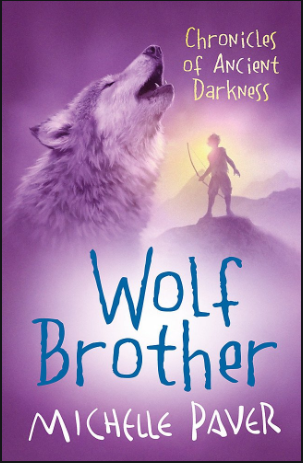 Chronicles
of Ancient
Darkness
Wolf
Brother
MICHELLE PAVER